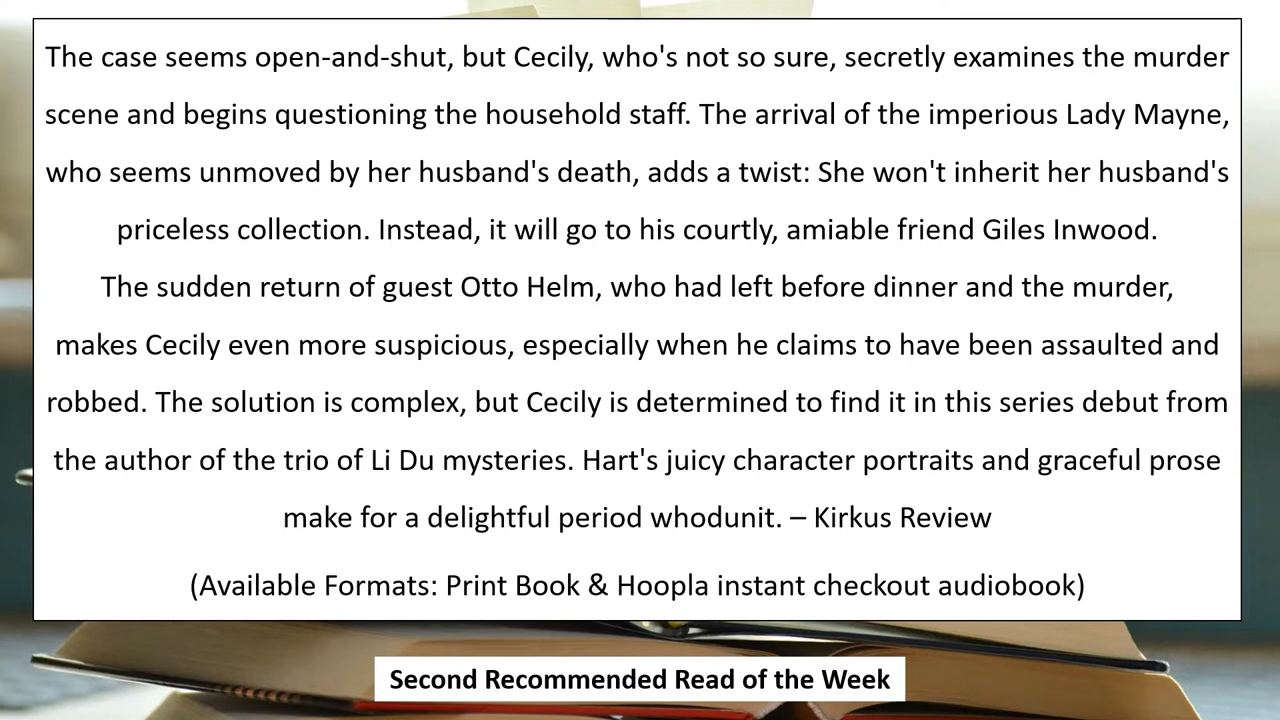 The case seems open-and-shut, but Cecily, who's not so sure, secretly examines the murder
scene and begins questioning the household staff. The arrival of the imperious Lady Mayne,
who seems unmoved by her husband's death, adds a twist: She won't inherit her husband's
priceless collection. Instead, it will go to his courtly, amiable friend Giles Inwood.
The sudden return of guest Otto Helm, who had left before dinner and the murder,
makes Cecily even more suspicious, especially when he claims to have been assaulted and
robbed. The solution is complex, but Cecily is determined to find it in this series debut from
the author of the trio of Li Du mysteries. Hart's juicy character portraits and graceful prose
make for a delightful period whodunit. – Kirkus Review
(Available Formats: Print Book & Hoopla instant checkout audiobook)
Second Recommended Read of the Week